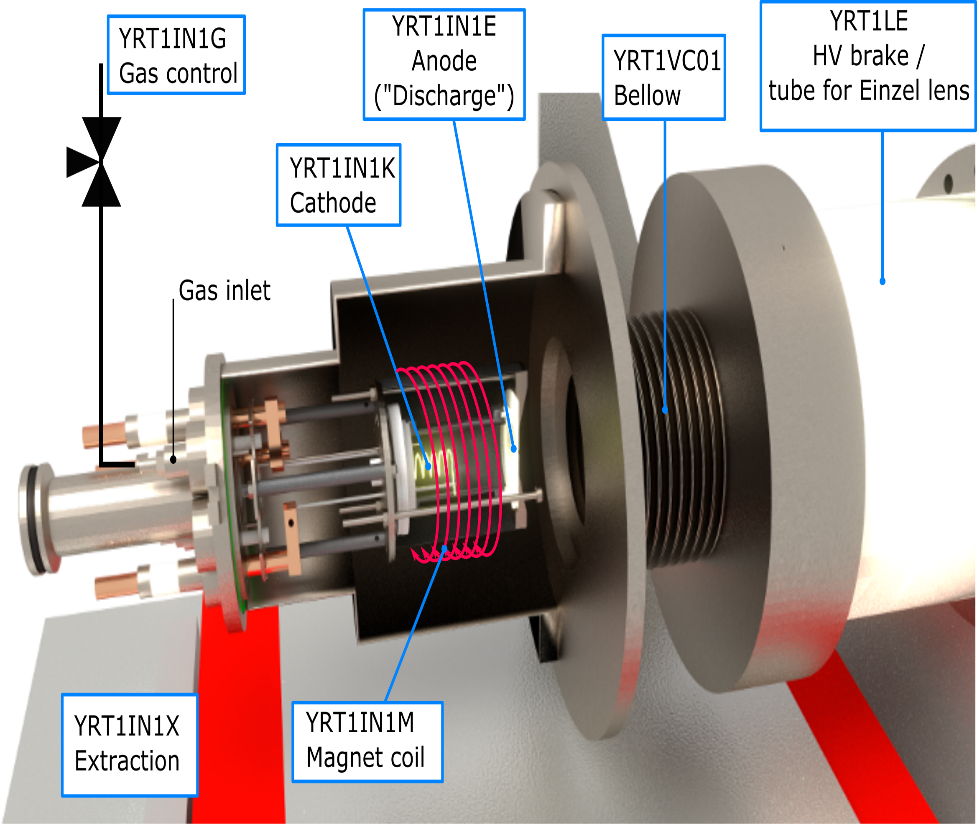 YRT1IN1G
Gas control
YRT1IN1E
Anode
("Discharge")
YRT1VC01
Bellow
YRT1LE
HV brake /
tube for Einzel lens
YRT1IN1K
Cathode
Gas inlet
YRT1IN1X
Extraction
YRT1IN1M
Magnet coil